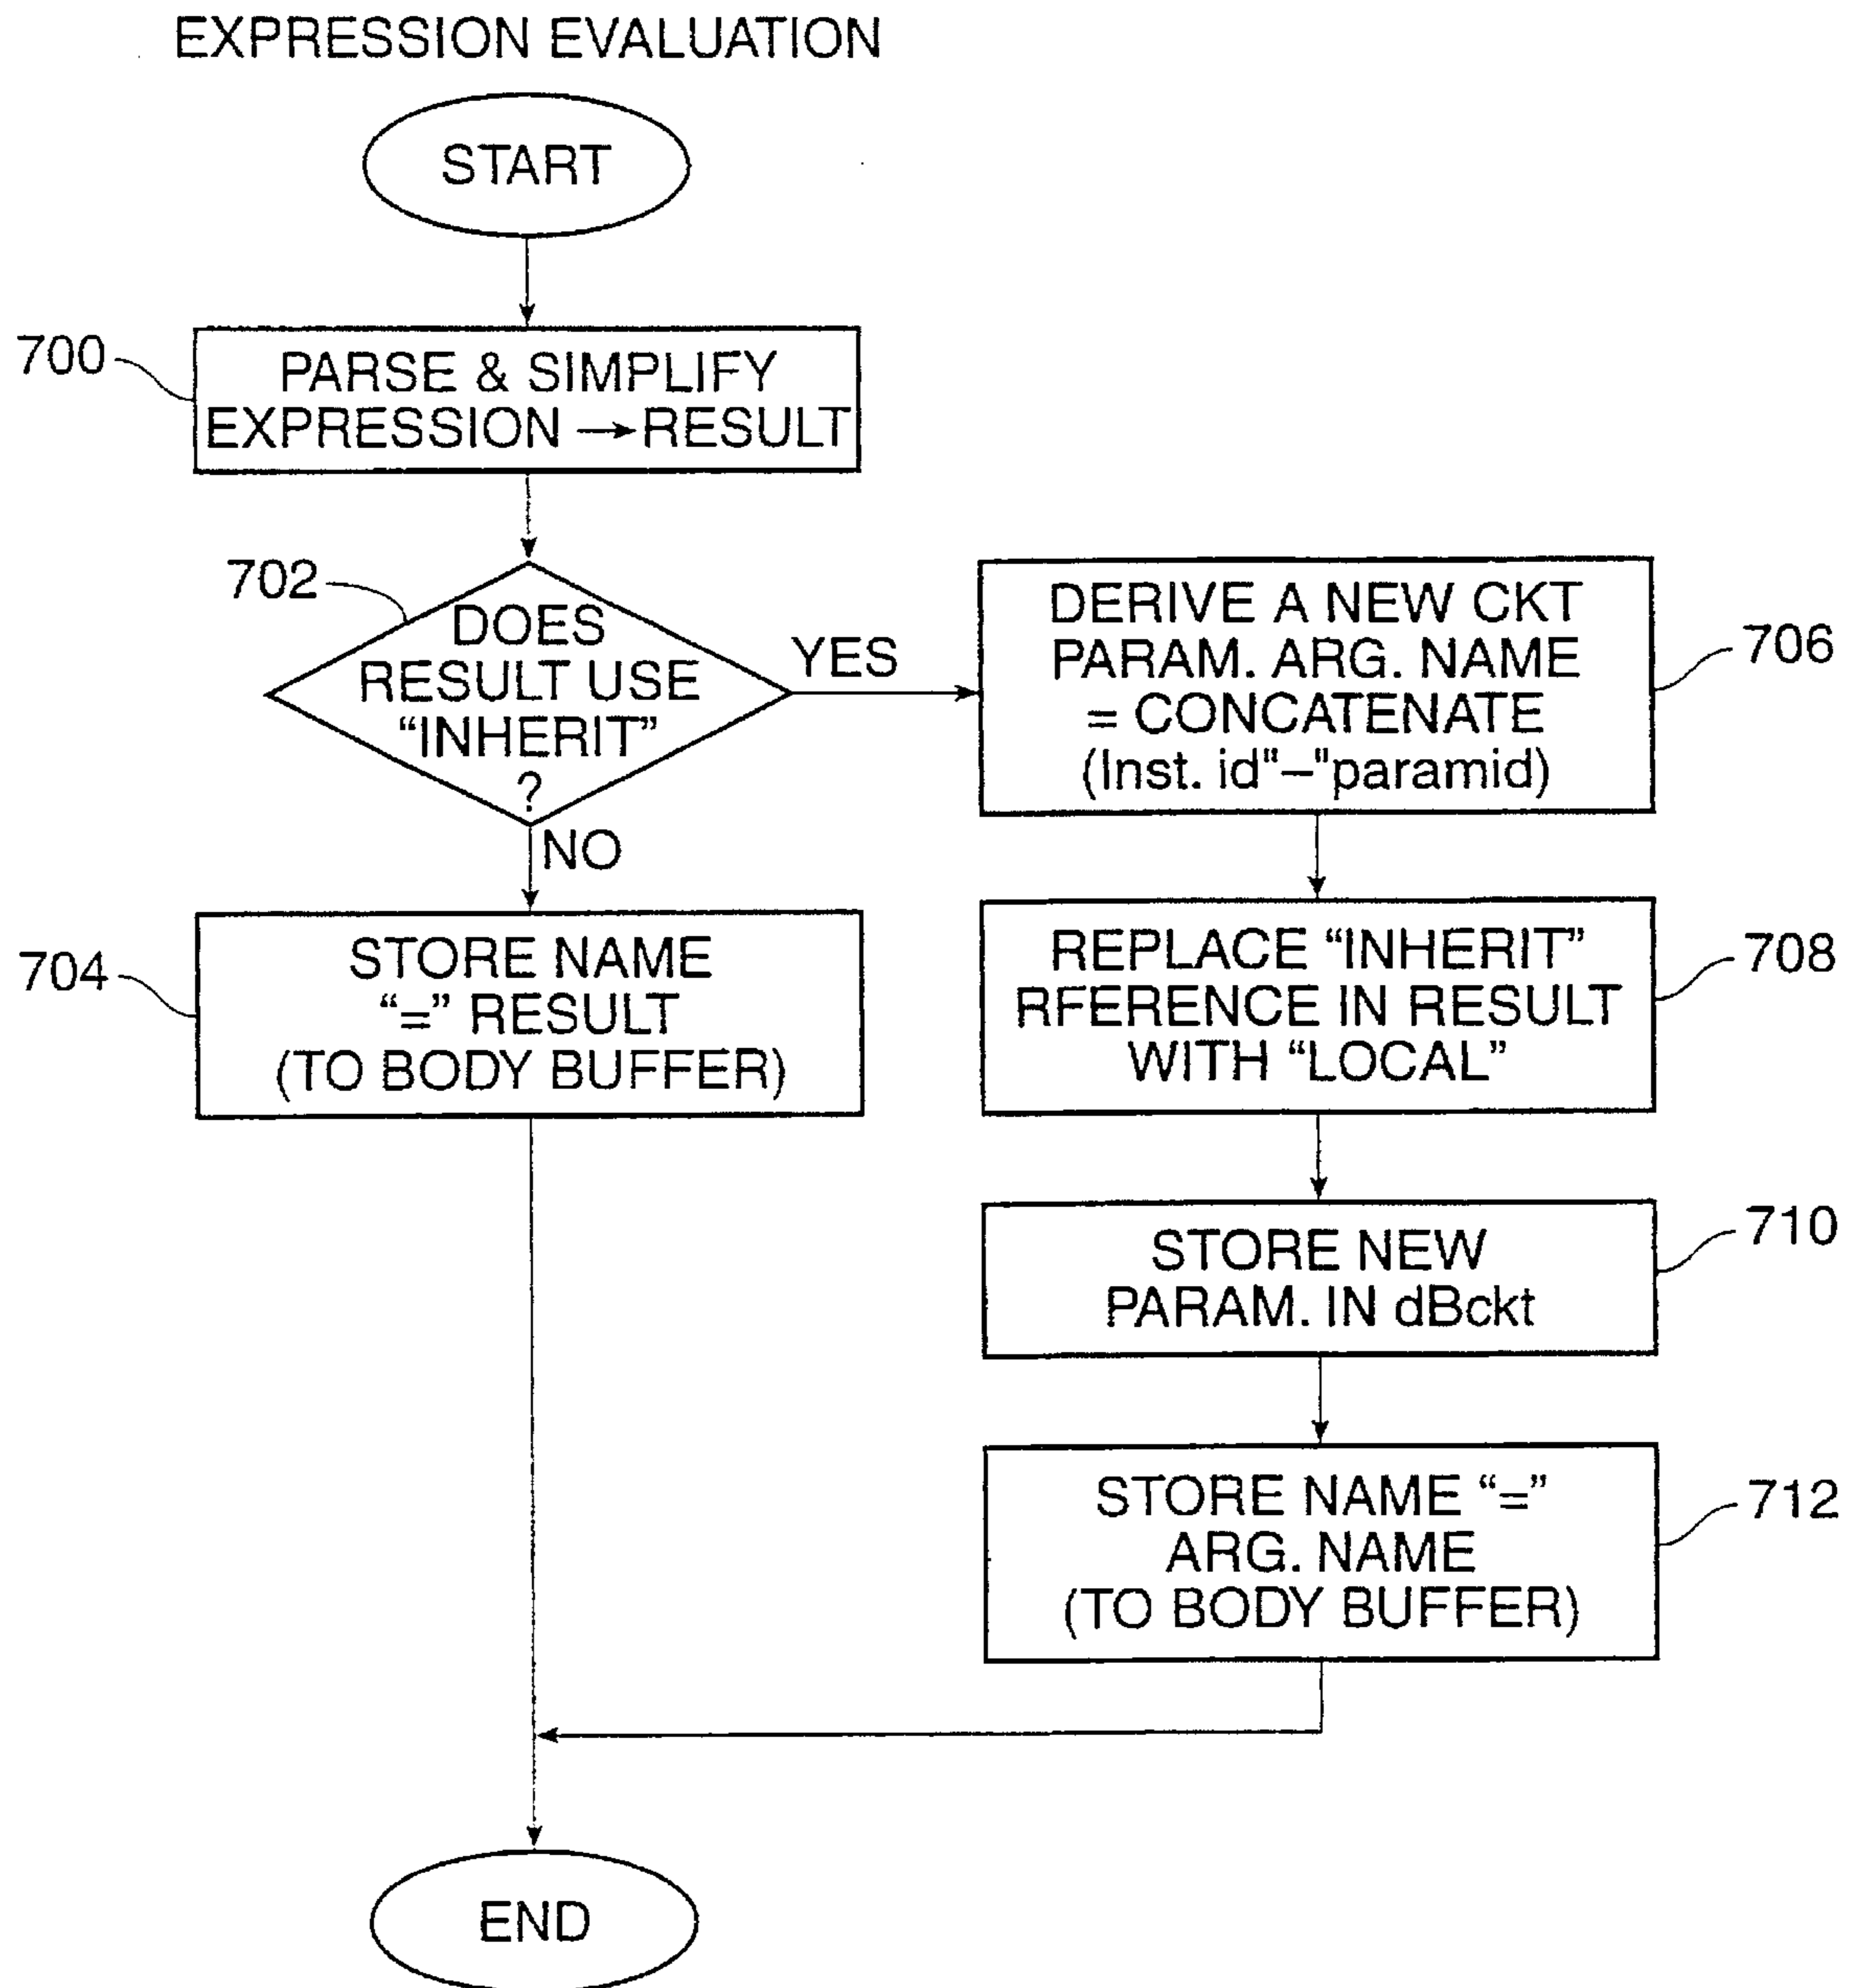 EXPRESSION EVALUATION
START
700
PARSE & SIMPLIFY
EXPRESSION → RESULT
702
DOES
RESULT USE
“INHERIT”
?
YES
NO
704
STORE NAME
“=” RESULT
(TO BODY BUFFER)
DERIVE A NEW CKT
PARAM. ARG. NAME
= CONCATENATE
(Inst. id"–"paramid)
706
REPLACE “INHERIT”
RFERENCE IN RESULT
WITH “LOCAL”
708
STORE NEW
PARAM. IN dBckt
710
STORE NAME “=”
ARG. NAME
(TO BODY BUFFER)
712
END